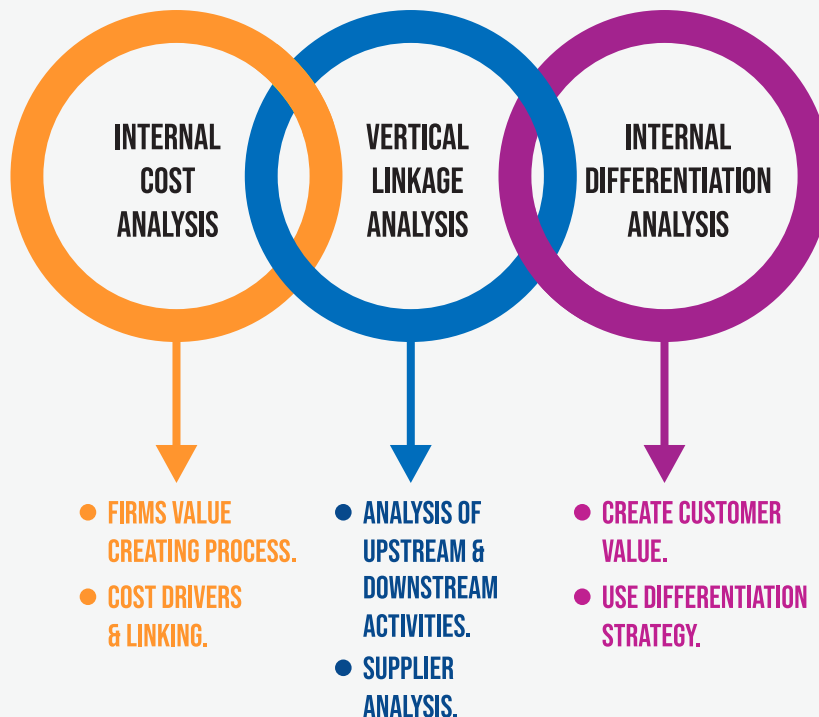 INTERNAL
COST
ANALYSIS
VERTICAL
LINKAGE
ANALYSIS
INTERNAL
DIFFERENTIATION
ANALYSIS
FIRMS VALUE
CREATING PROCESS.
COST DRIVERS
& LINKING.
ANALYSIS OF
UPSTREAM &
DOWNSTREAM
ACTIVITIES.
SUPPLIER
ANALYSIS.
CREATE CUSTOMER
VALUE.
USE DIFFERENTIATION
STRATEGY.